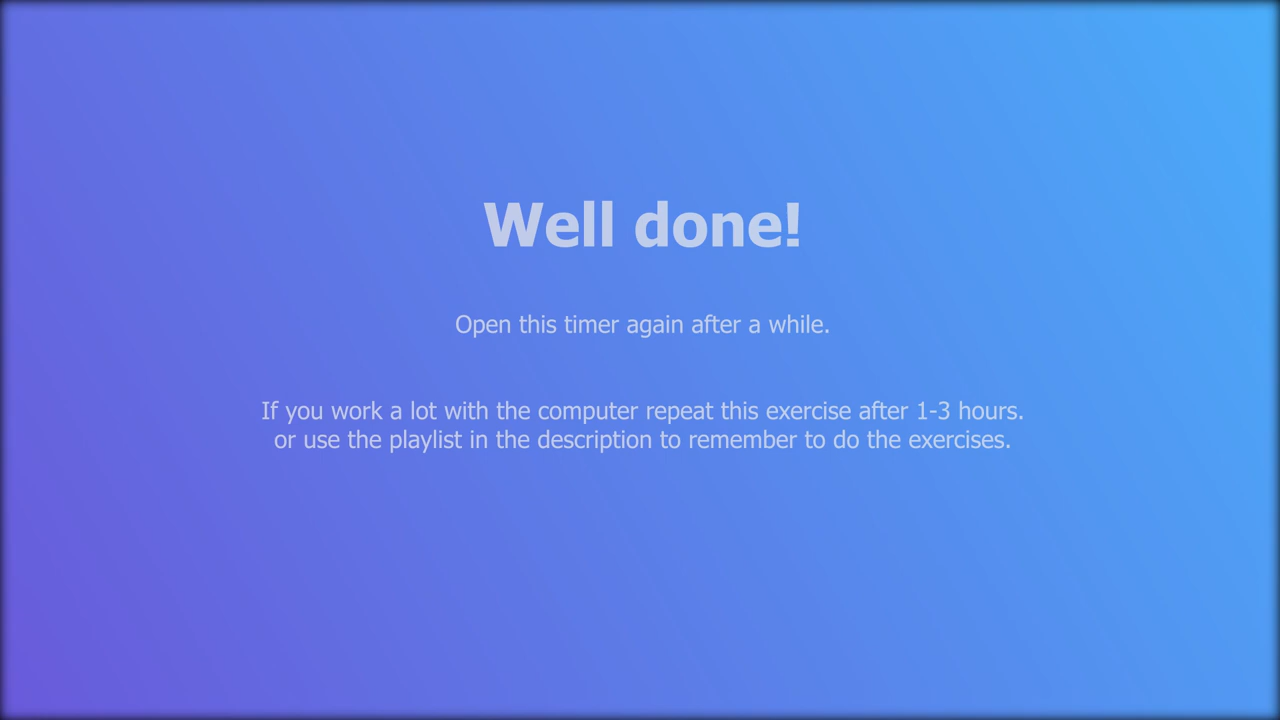 Well done!
Open this timer again after a while.
If you work a lot with the computer repeat this exercise after 1-3 hours.
or use the playlist in the description to remember to do the exercises.